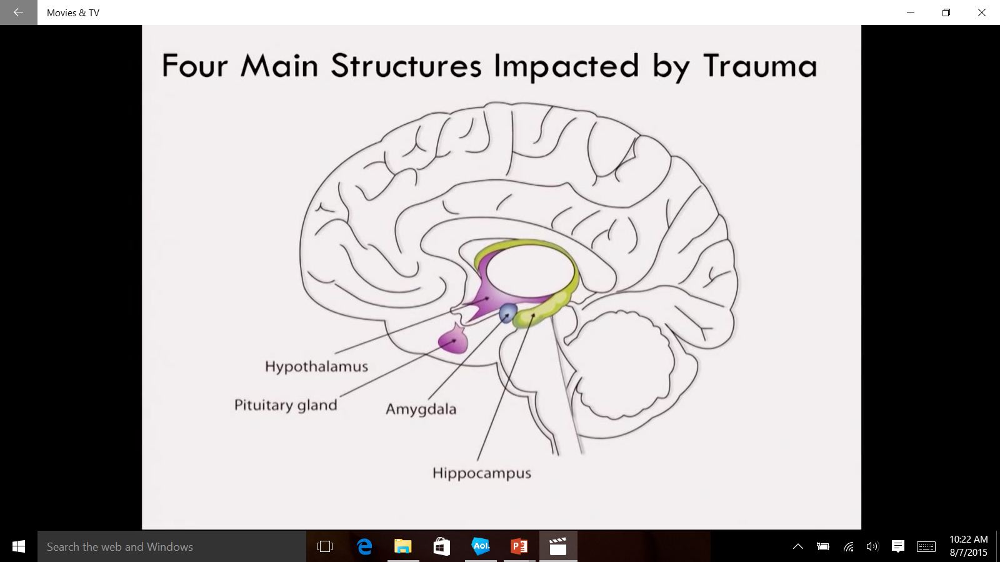 Movies & TV
Four Main Structures Impacted by Trauma
Hypothalamus
Pituitary gland
Amygdala
Hippocampus
Search the web and Windows
Aol.
10:22 AM
8/7/2015